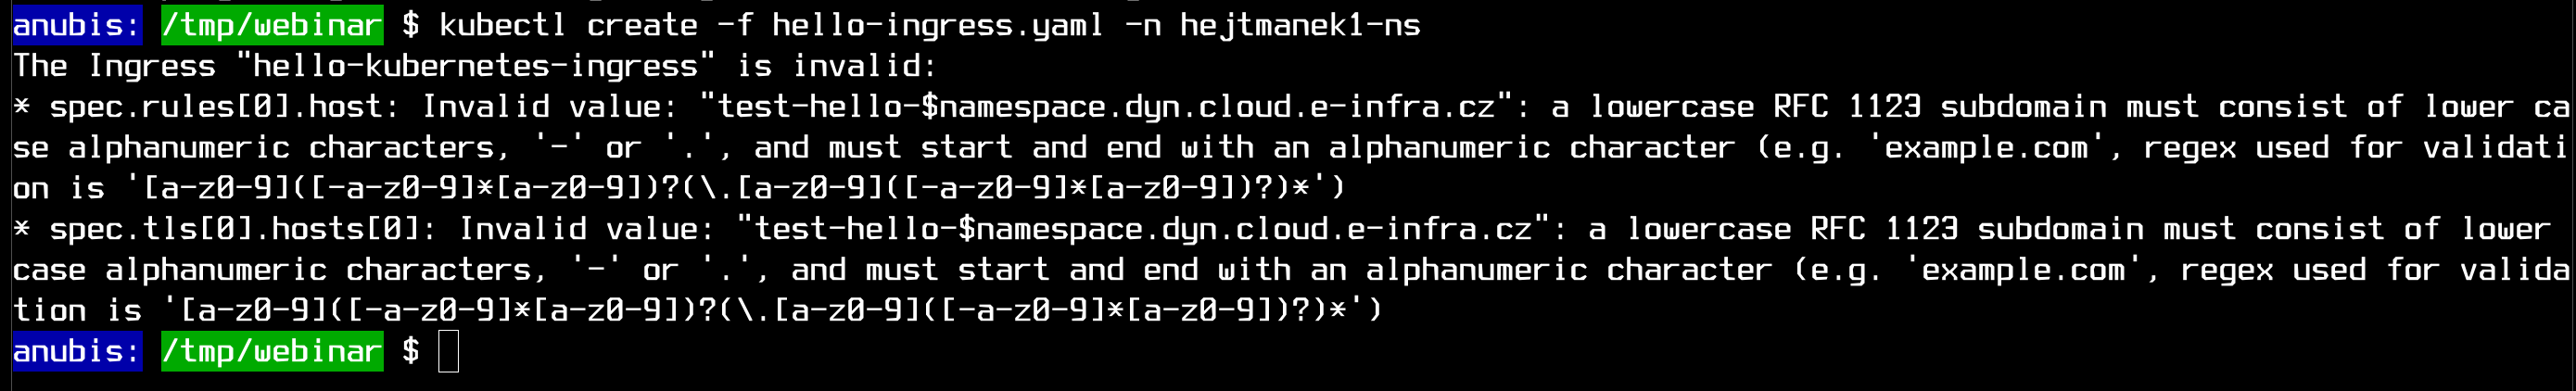 anubis: /tmp/webinar $ kubectl create -f hello-ingress.yaml -n hejtmanek1-ns
The Ingress "hello-kubernetes-ingress" is invalid:
* spec.rules[0].host: Invalid value: "test-hello-$namespace.dyn.cloud.e-infra.cz": a lowercase RFC 1123 subdomain must consist of lower ca
se alphanumeric characters, '-' or '.', and must start and end with an alphanumeric character (e.g. 'example.com', regex used for validati
on is '[a-z0-9]([-a-z0-9]*[a-z0-9])?(\.[a-z0-9]([-a-z0-9]*[a-z0-9])?)*')
* spec.tls[0].hosts[0]: Invalid value: "test-hello-$namespace.dyn.cloud.e-infra.cz": a lowercase RFC 1123 subdomain must consist of lower
case alphanumeric characters, '-' or '.', and must start and end with an alphanumeric character (e.g. 'example.com', regex used for valida
tion is '[a-z0-9]([-a-z0-9]*[a-z0-9])?(\.[a-z0-9]([-a-z0-9]*[a-z0-9])?)*')
anubis: /tmp/webinar $